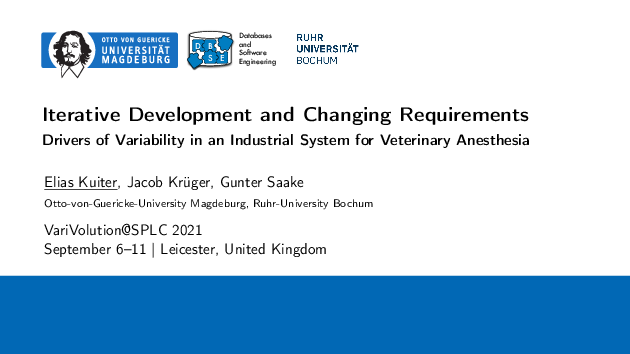 OTTO VON GUERICKE
UNIVERSITÄT
MAGDEBURG
D B
S E
Databases
and
Software
Engineering
RUHR
UNIVERSITÄT
BOCHUM
Iterative Development and Changing Requirements
Drivers of Variability in an Industrial System for Veterinary Anesthesia
Elias Kuiter, Jacob Krüger, Gunter Saake
Otto-von-Guericke-University Magdeburg, Ruhr-University Bochum
VariVolution@SPLC 2021
September 6–11 | Leicester, United Kingdom